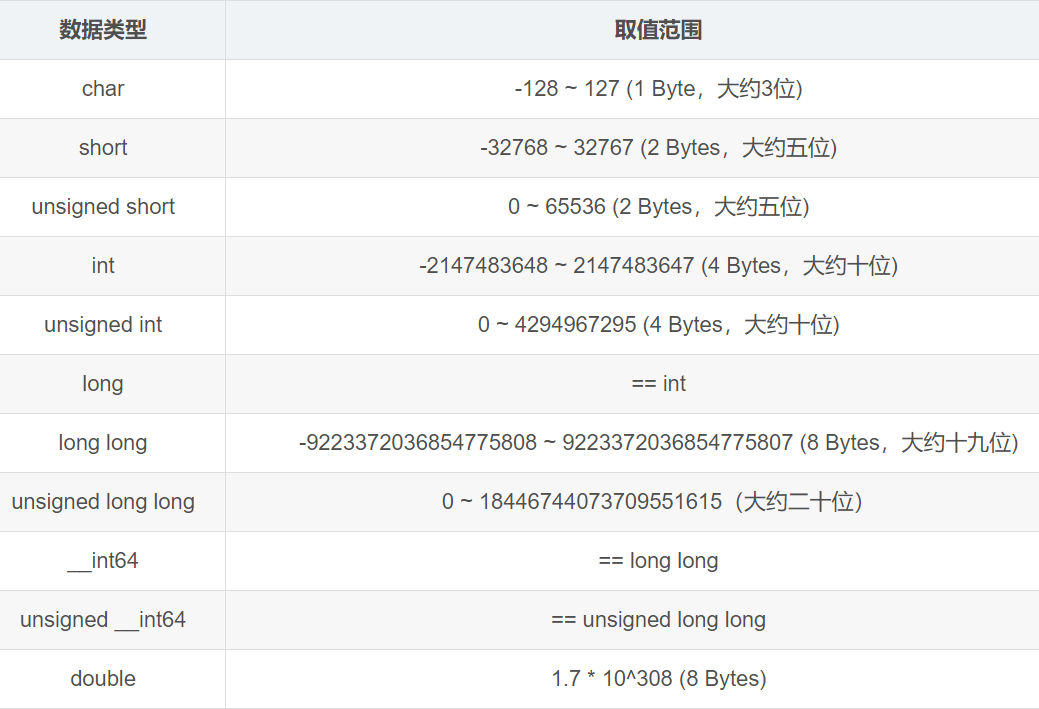 数据类型 取值范围
char -128 ~ 127 (1 Byte，大约3位)
short -32768 ~ 32767 (2 Bytes，大约五位)
unsigned short 0 ~ 65536 (2 Bytes，大约五位)
int -2147483648 ~ 2147483647 (4 Bytes，大约十位)
unsigned int 0 ~ 4294967295 (4 Bytes，大约十位)
long == int
long long -9223372036854775808 ~ 9223372036854775807 (8 Bytes，大约十九位)
unsigned long long 0 ~ 18446744073709551615（大约二十位）
__int64 == long long
unsigned __int64 == unsigned long long
double 1.7 * 10^308 (8 Bytes)